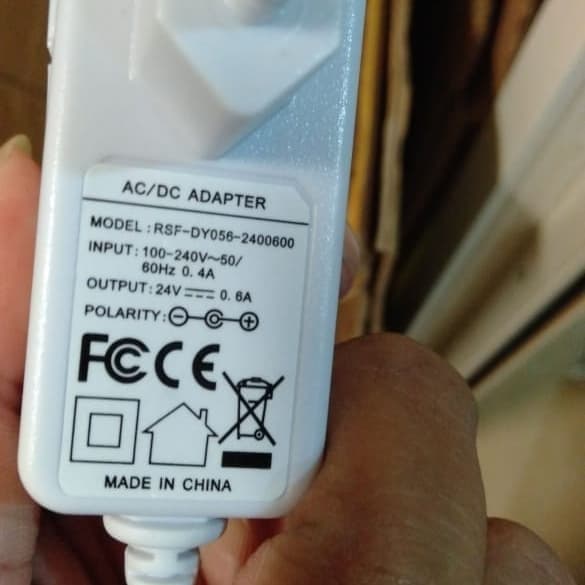 AC/DC ADAPTER
MODEL :RSF-DY056-2400600
INPUT: 100-240V~50/
60Hz 0. 4A
OUTPUT:24V⎓ 0. 6A
POLARITY:
FC CE
MADE IN CHINA